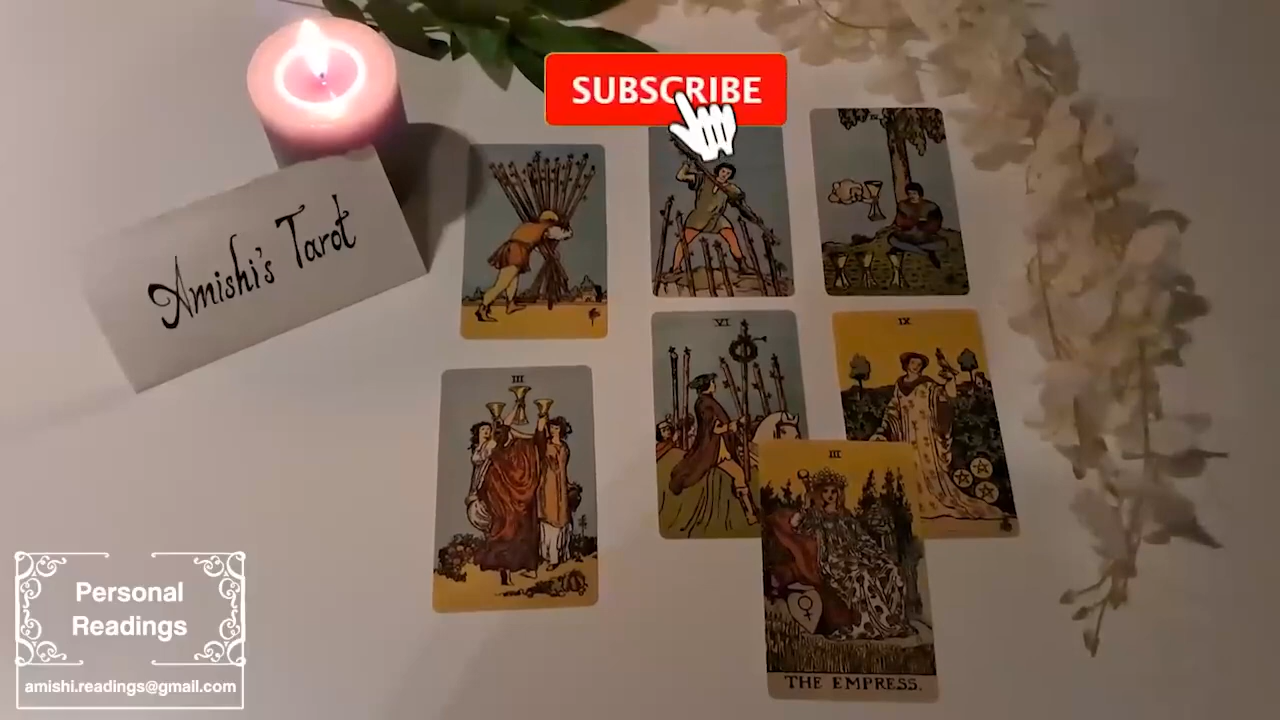 SUBSCRIBE
Amishi's Tarot
III
VI
IX
III
THE EMPRESS.
Personal
Readings
amishi.readings@gmail.com